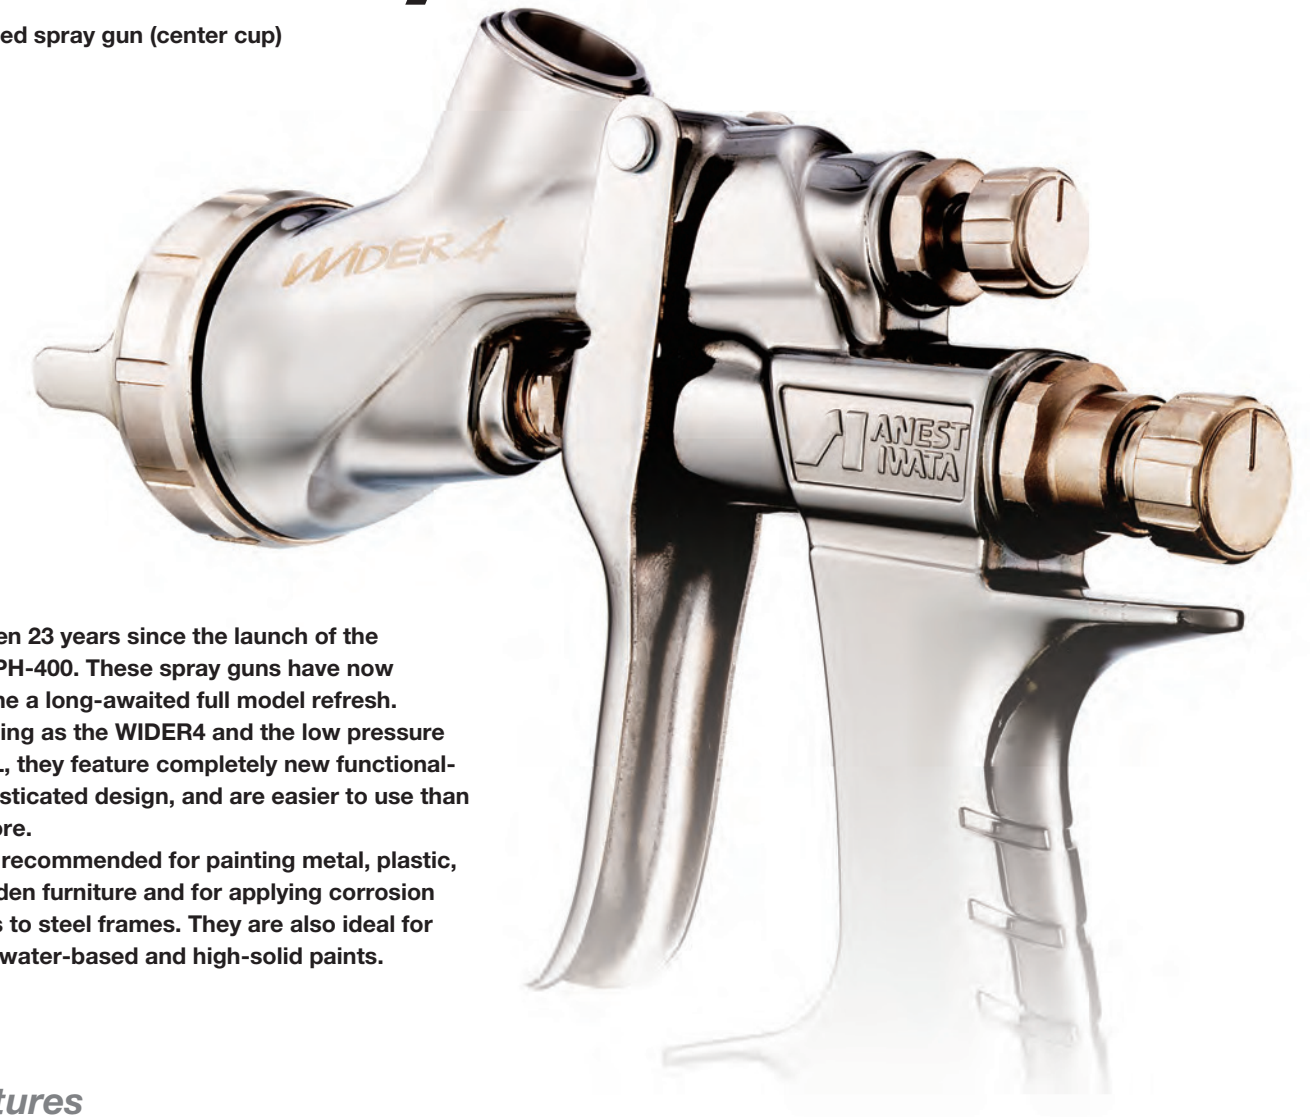 ed spray gun (center cup)
WIDER4
ANEST
IWATA
en 23 years since the launch of the
PH-400. These spray guns have now
ne a long-awaited full model refresh.
ing as the WIDER4 and the low pressure
, they feature completely new functional-
sticated design, and are easier to use than
ore.
recommended for painting metal, plastic,
den furniture and for applying corrosion
s to steel frames. They are also ideal for
water-based and high-solid paints.
tures